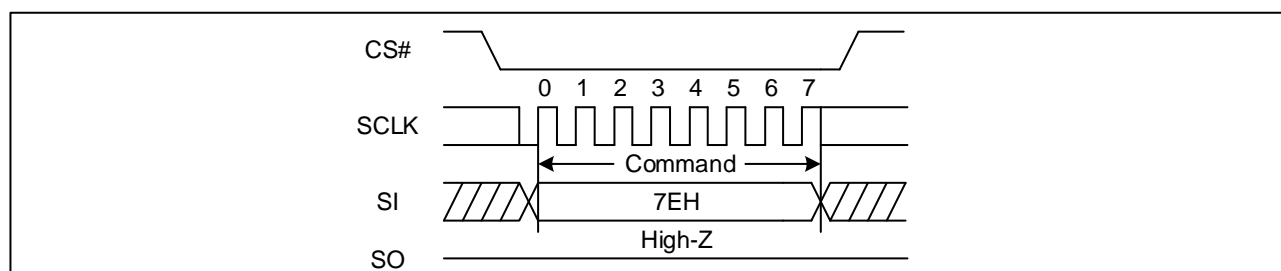 CS#
0 1 2 3 4 5 6 7
SCLK
Command
SI 7EH
High-Z
SO